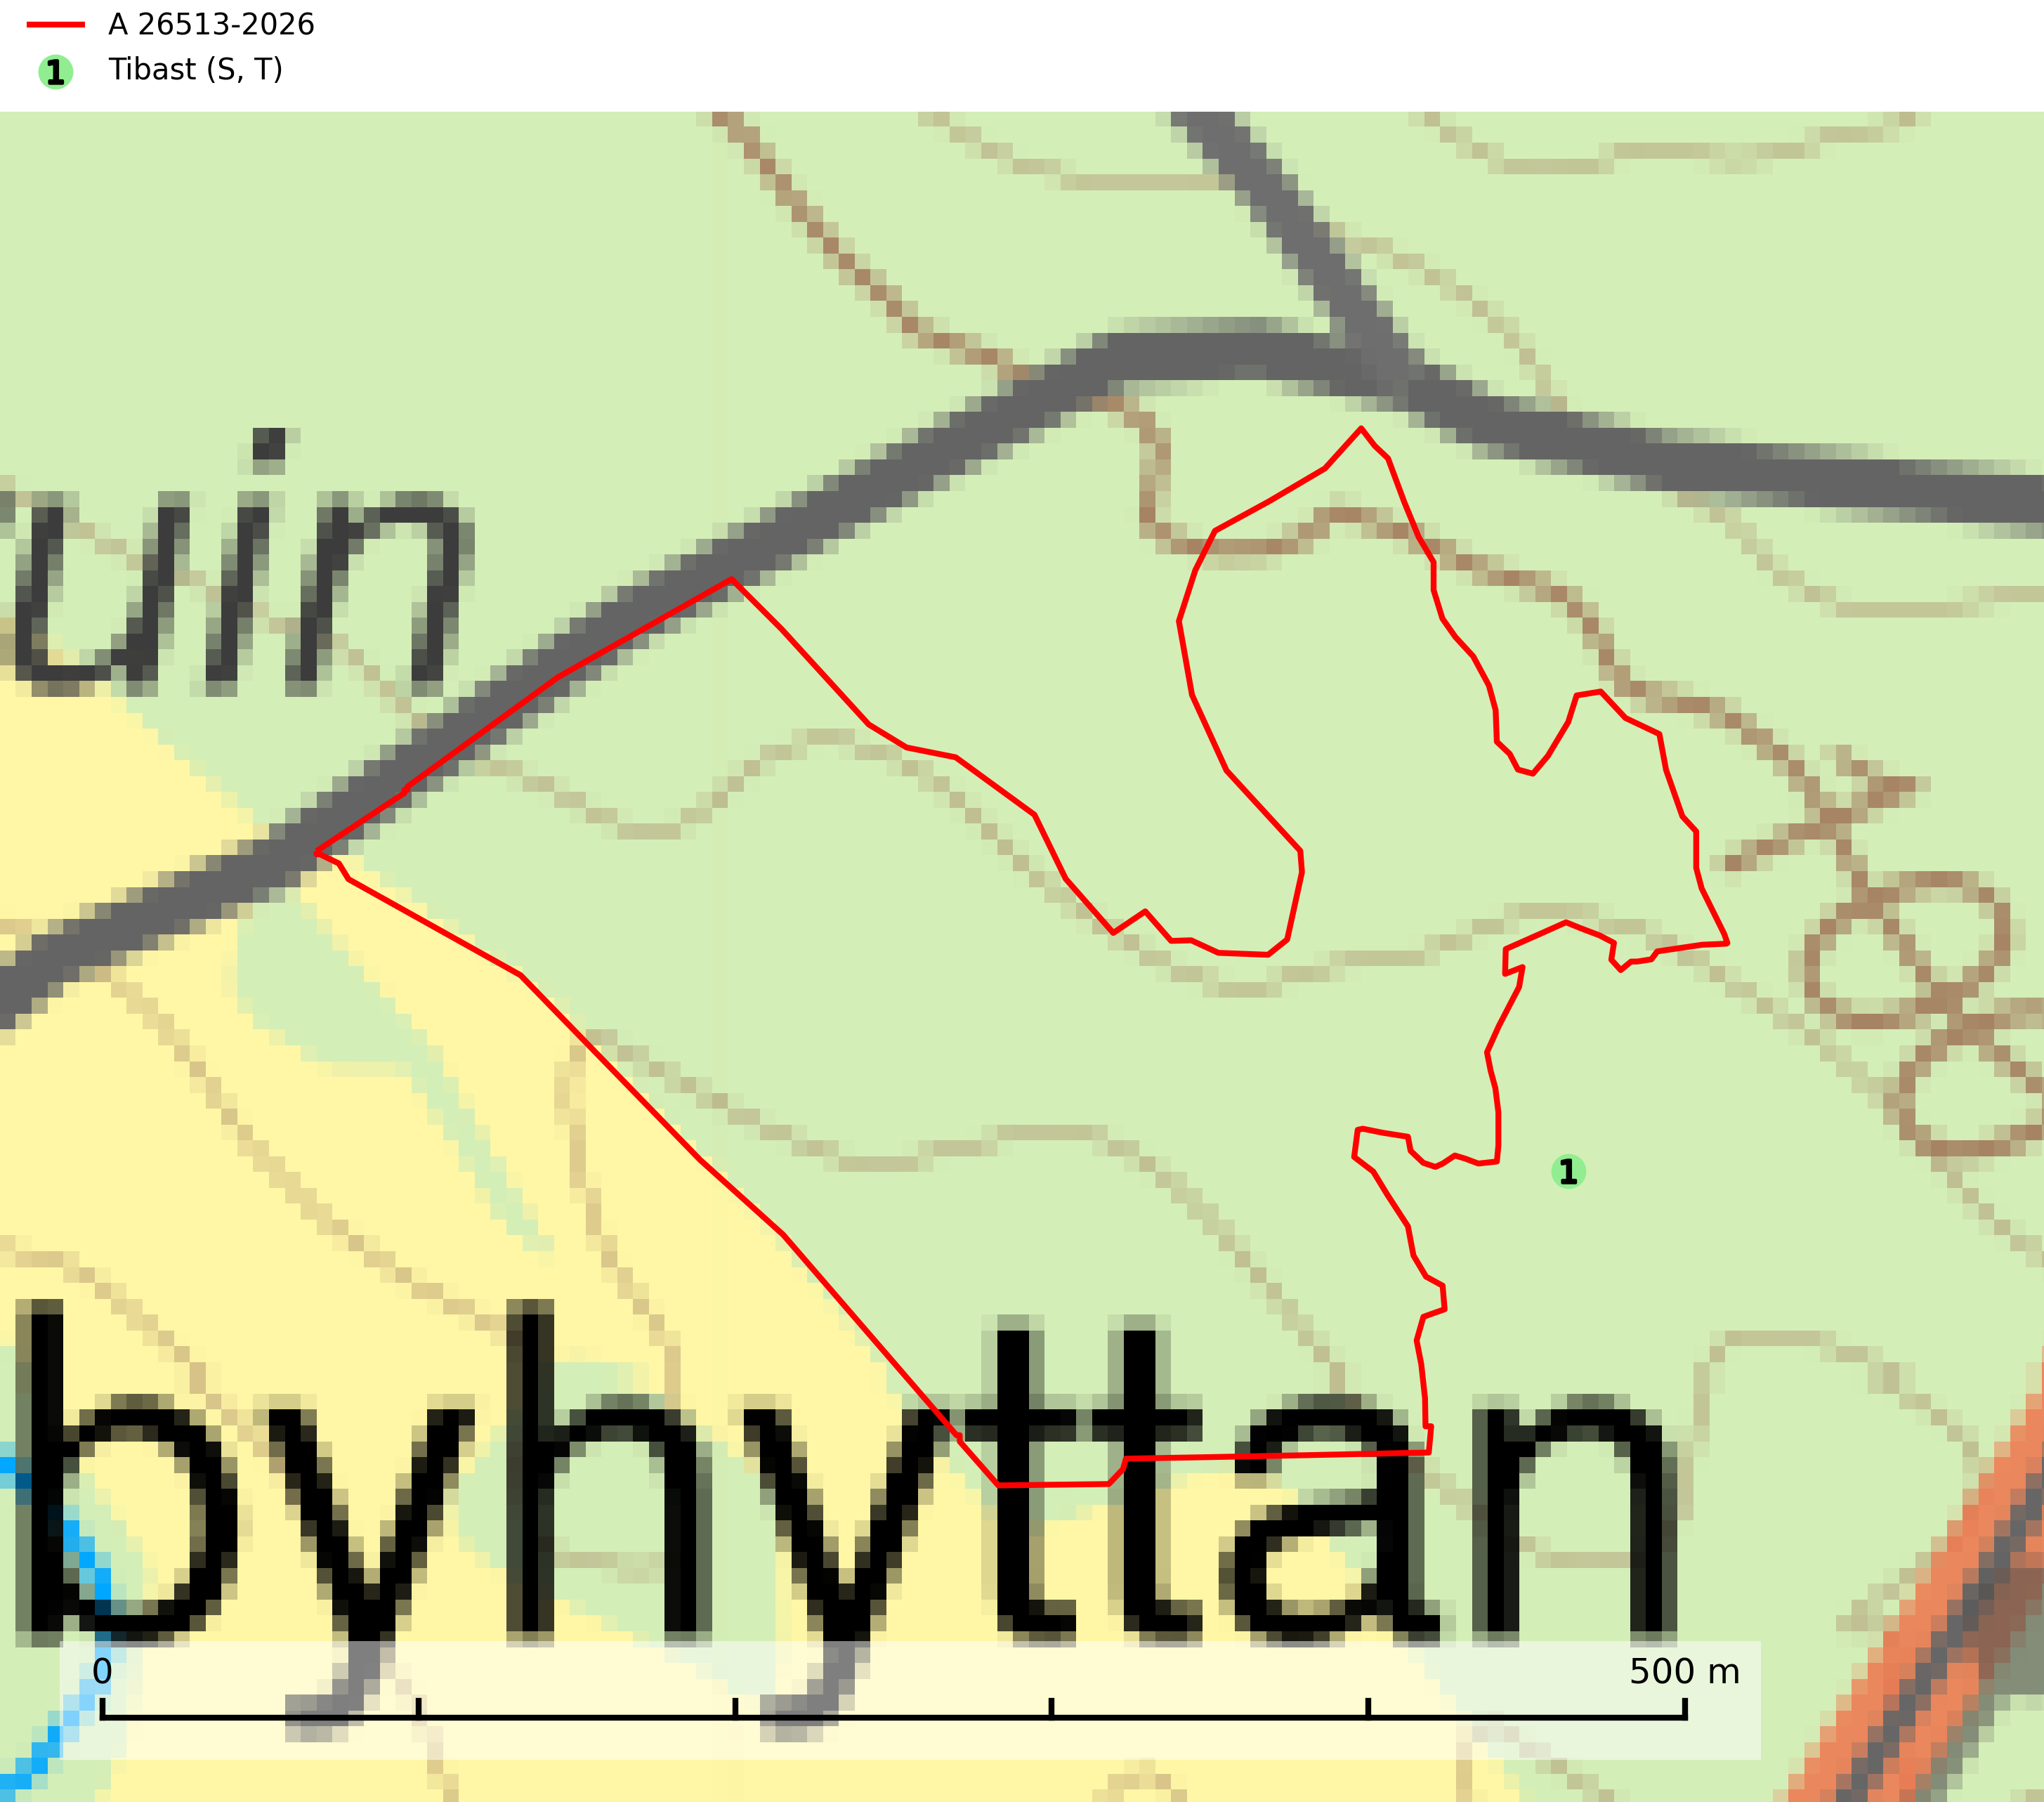 A 26513-2026
1 Tibast (S, T)
uin
1
byhyttan
0 500 m